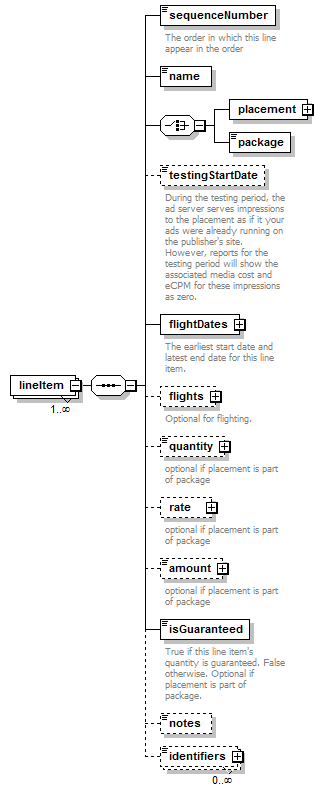 sequenceNumber
The order in which this line
appear in the order
name
placement
package
testingStartDate
During the testing period, the
ad server serves impressions
to the placement as if it your
ads were already running on
the publisher's site.
However, reports for the
testing period will show the
associated media cost and
eCPM for these impressions
as zero.
flightDates
The earliest start date and
latest end date for this line
item.
lineItem
1..∞
flights
Optional for flighting.
quantity
optional if placement is part
of package
rate
optional if placement is part
of package
amount
optional if placement is part
of package
isGuaranteed
True if this line item's
quantity is guaranteed. False
otherwise. Optional if
placement is part of
package.
notes
identifiers
0..∞